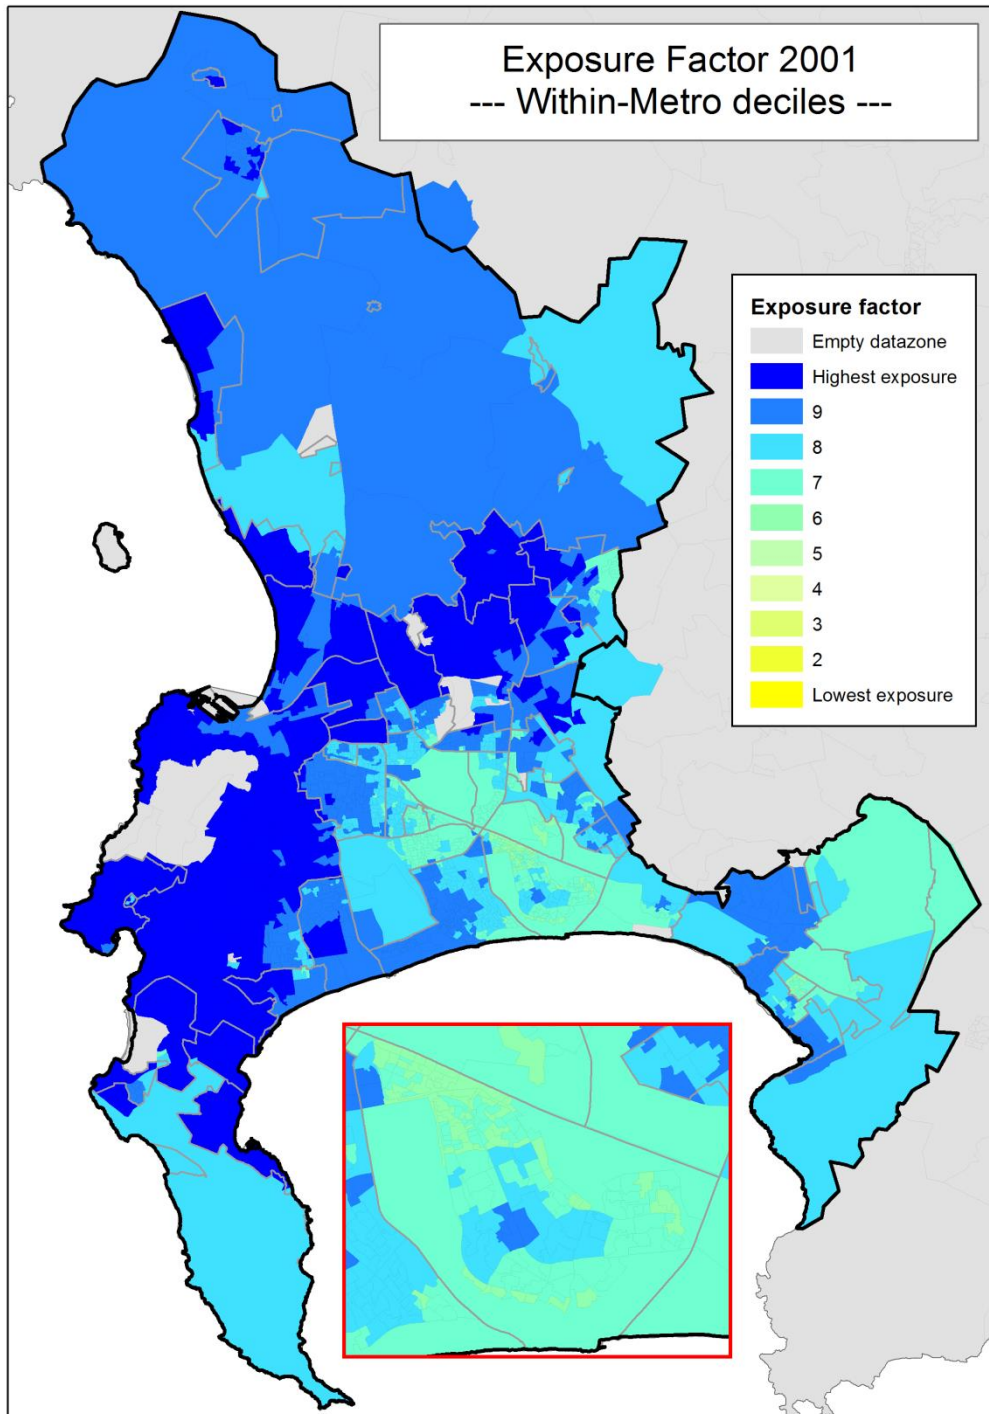 Exposure Factor 2001
--- Within-Metro deciles ---
Exposure factor
Empty datazone
Highest exposure
9
8
7
6
5
4
3
2
Lowest exposure